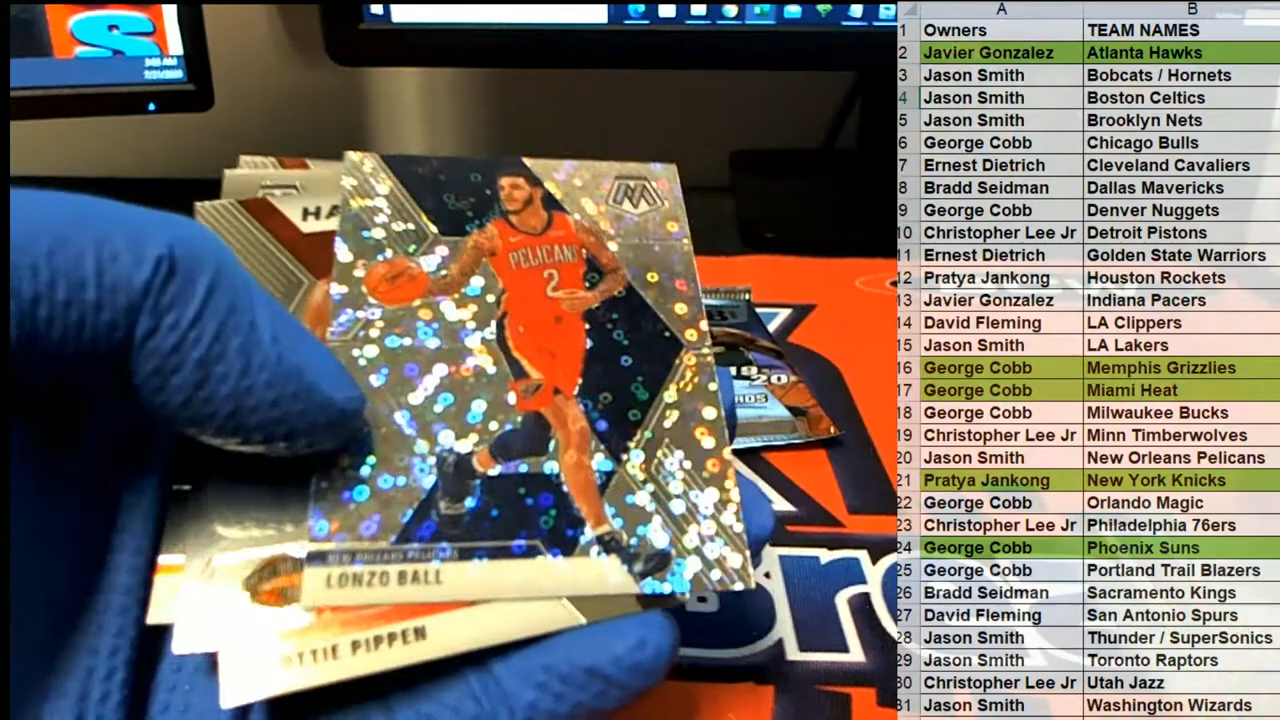 S
7/21/2020
HA
M
PELICANS
2
NEW ORLEANS PELICANS
LONZO BALL
OTTIE PIPPEN
19-20
A B
1 Owners TEAM NAMES
2 Javier Gonzalez Atlanta Hawks
3 Jason Smith Bobcats / Hornets
4 Jason Smith Boston Celtics
5 Jason Smith Brooklyn Nets
6 George Cobb Chicago Bulls
7 Ernest Dietrich Cleveland Cavaliers
8 Bradd Seidman Dallas Mavericks
9 George Cobb Denver Nuggets
10 Christopher Lee Jr Detroit Pistons
11 Ernest Dietrich Golden State Warriors
12 Pratya Jankong Houston Rockets
13 Javier Gonzalez Indiana Pacers
14 David Fleming LA Clippers
15 Jason Smith LA Lakers
16 George Cobb Memphis Grizzlies
17 George Cobb Miami Heat
18 George Cobb Milwaukee Bucks
19 Christopher Lee Jr Minn Timberwolves
20 Jason Smith New Orleans Pelicans
21 Pratya Jankong New York Knicks
22 George Cobb Orlando Magic
23 Christopher Lee Jr Philadelphia 76ers
24 George Cobb Phoenix Suns
25 George Cobb Portland Trail Blazers
26 Bradd Seidman Sacramento Kings
27 David Fleming San Antonio Spurs
28 Jason Smith Thunder / SuperSonics
29 Jason Smith Toronto Raptors
30 Christopher Lee Jr Utah Jazz
31 Jason Smith Washington Wizards